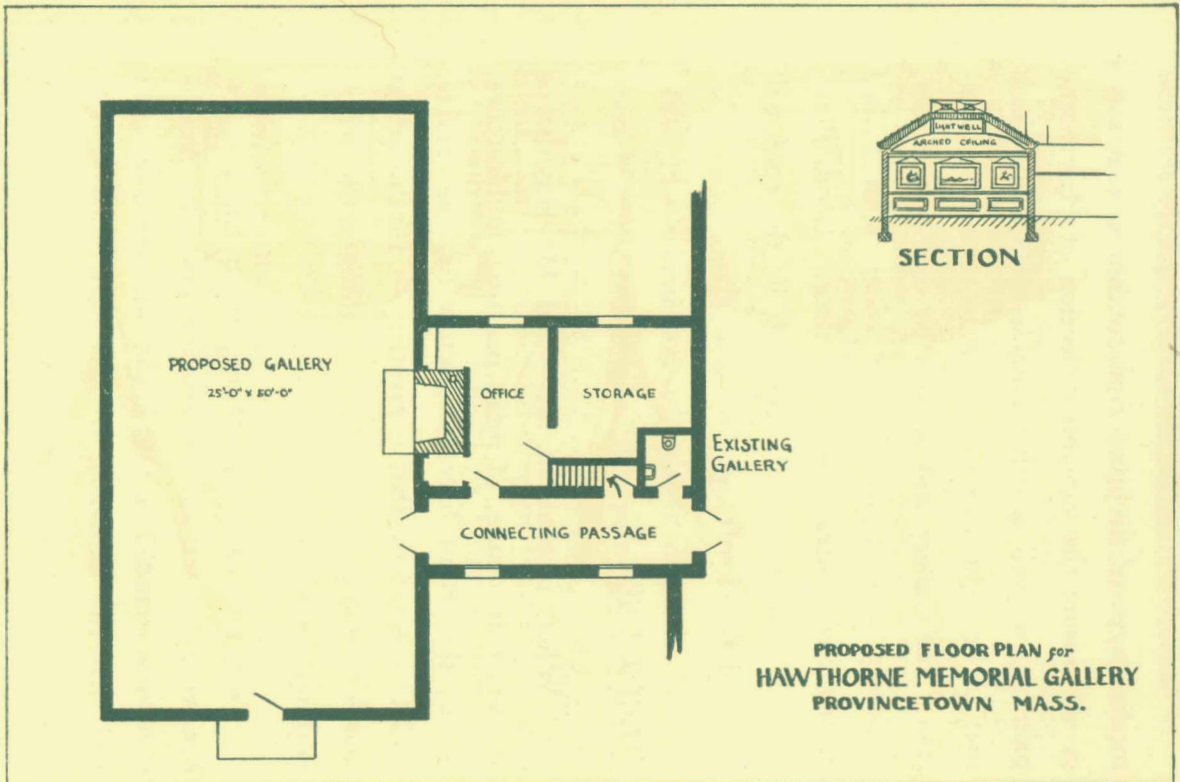 LIGHT WELL
ARCHED CEILING
SECTION
PROPOSED GALLERY
25'-0" x 50'-0"
OFFICE
STORAGE
EXISTING
GALLERY
CONNECTING PASSAGE
PROPOSED FLOOR PLAN for
HAWTHORNE MEMORIAL GALLERY
PROVINCETOWN MASS.